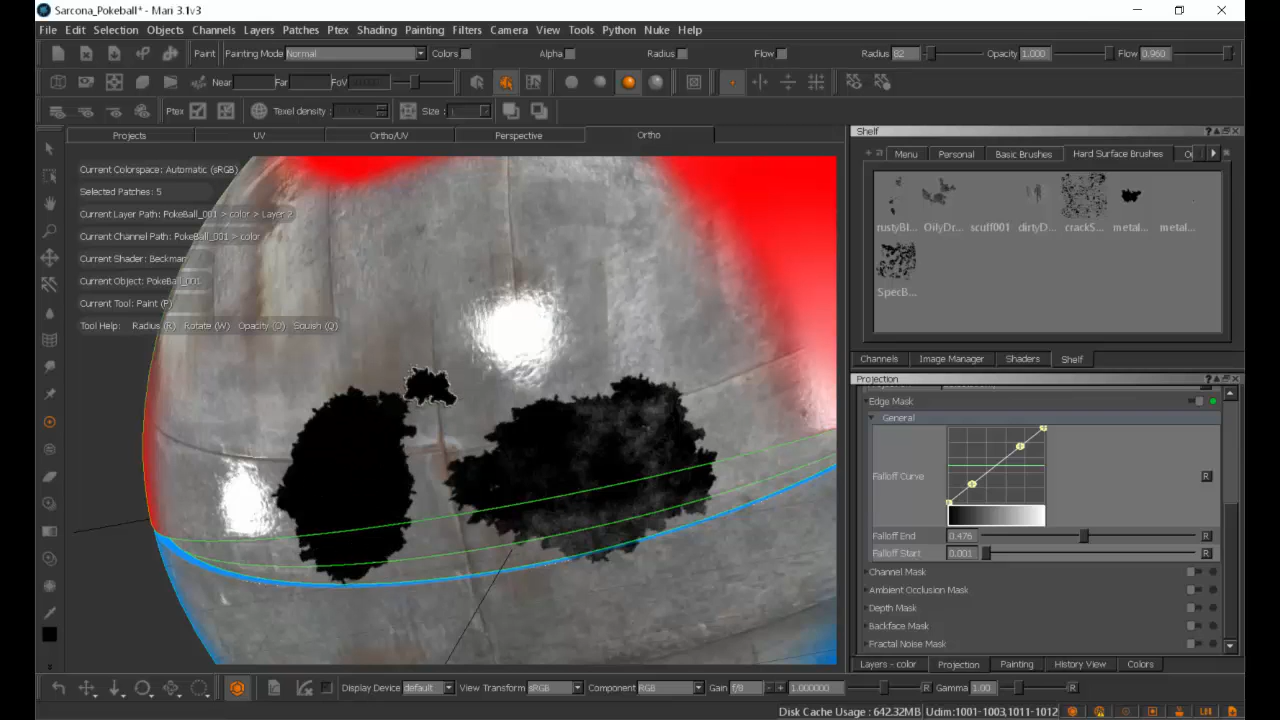 Sarcona_Pokeball* - Mari 3.1v3
File Edit Selection Objects Channels Layers Patches Ptex Shading Painting Filters Camera View Tools Python Nuke Help
Paint Painting Mode Normal Colors Alpha Radius Flow Radius 82 Opacity 1.000 Flow 0.960
Near Far FoV
Ptex Texel density Size
Projects UV Ortho/UV Perspective Ortho
Current Colorspace: Automatic (sRGB)
Selected Patches: 5
Current Layer Path: PokeBall_001 > color > Layer 2
Current Channel Path: PokeBall_001 > color
Current Shader: Beckman
Current Object: PokeBall_001
Current Tool: Paint (P)
Tool Help: Radius (R) Rotate (W) Opacity (O) Squish (Q)
Shelf
Menu Personal Basic Brushes Hard Surface Brushes
rustyBl... OilyDr... scuff001 dirtyD... crackS... metal... metal...
SpecB...
Channels Image Manager Shaders Shelf
Projection
Edge Mask
General
Falloff Curve R
Falloff End 0.476 R
Falloff Start 0.001 R
Channel Mask
Ambient Occlusion Mask
Depth Mask
Backface Mask
Fractal Noise Mask
Layers - color Projection Painting History View Colors
Display Device default View Transform sRGB Component RGB Gain f/8 - + 1.000000 R Gamma 1.00 R
Disk Cache Usage : 642.32MB Udim:1001-1003,1011-1012